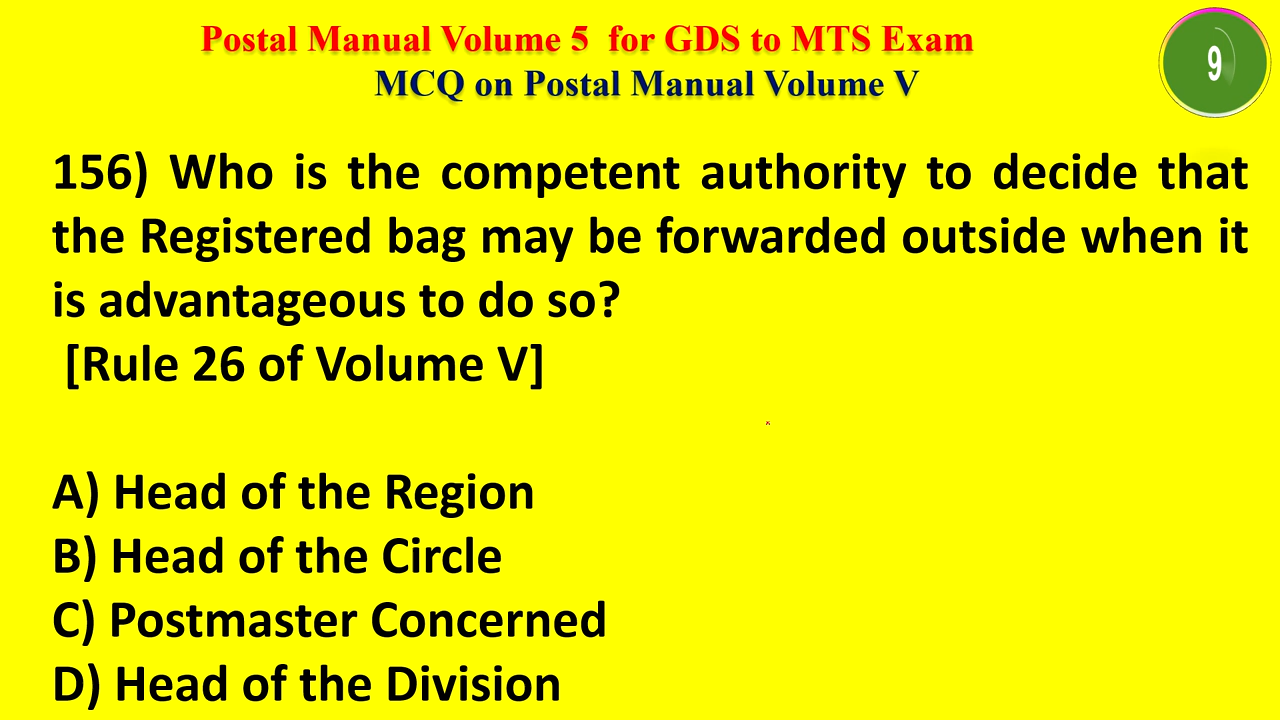 Postal Manual Volume 5 for GDS to MTS Exam
MCQ on Postal Manual Volume V
9
156) Who is the competent authority to decide that
the Registered bag may be forwarded outside when it
is advantageous to do so?
[Rule 26 of Volume V]
A) Head of the Region
B) Head of the Circle
C) Postmaster Concerned
D) Head of the Division